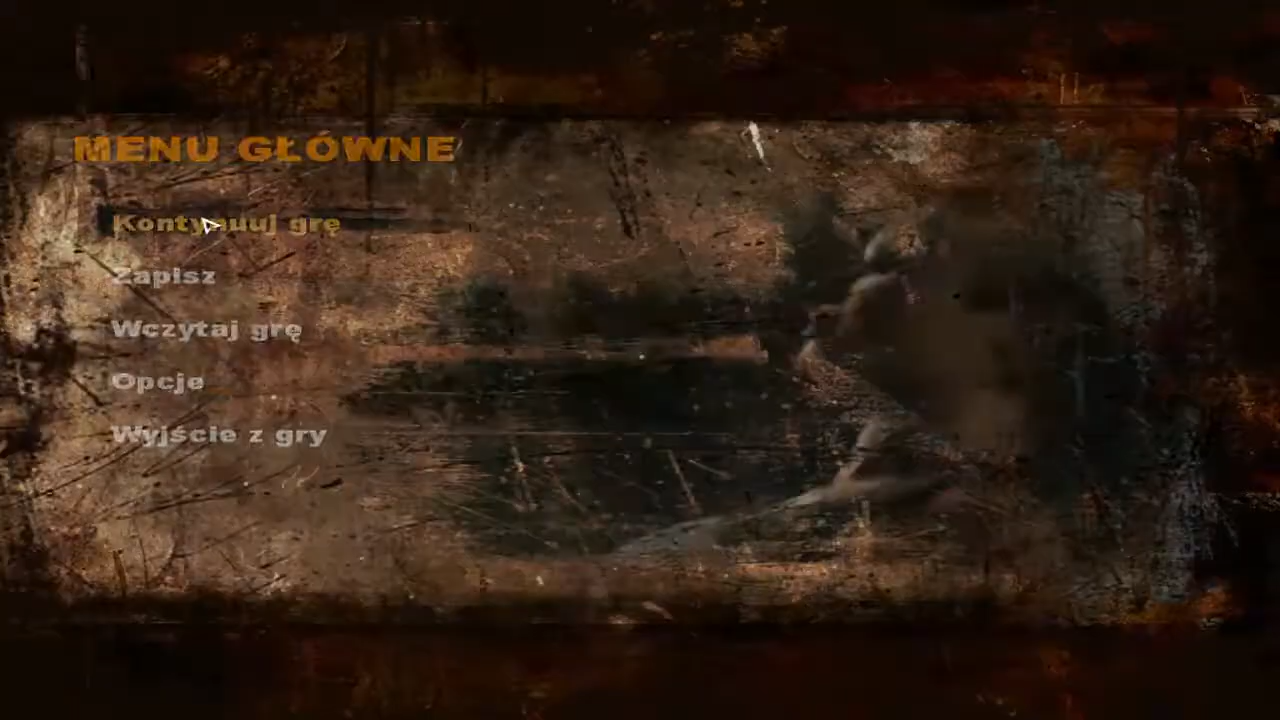 MENU GŁÓWNE
Kontynuuj grę
Zapisz
Wczytaj grę
Opcje
Wyjście z gry